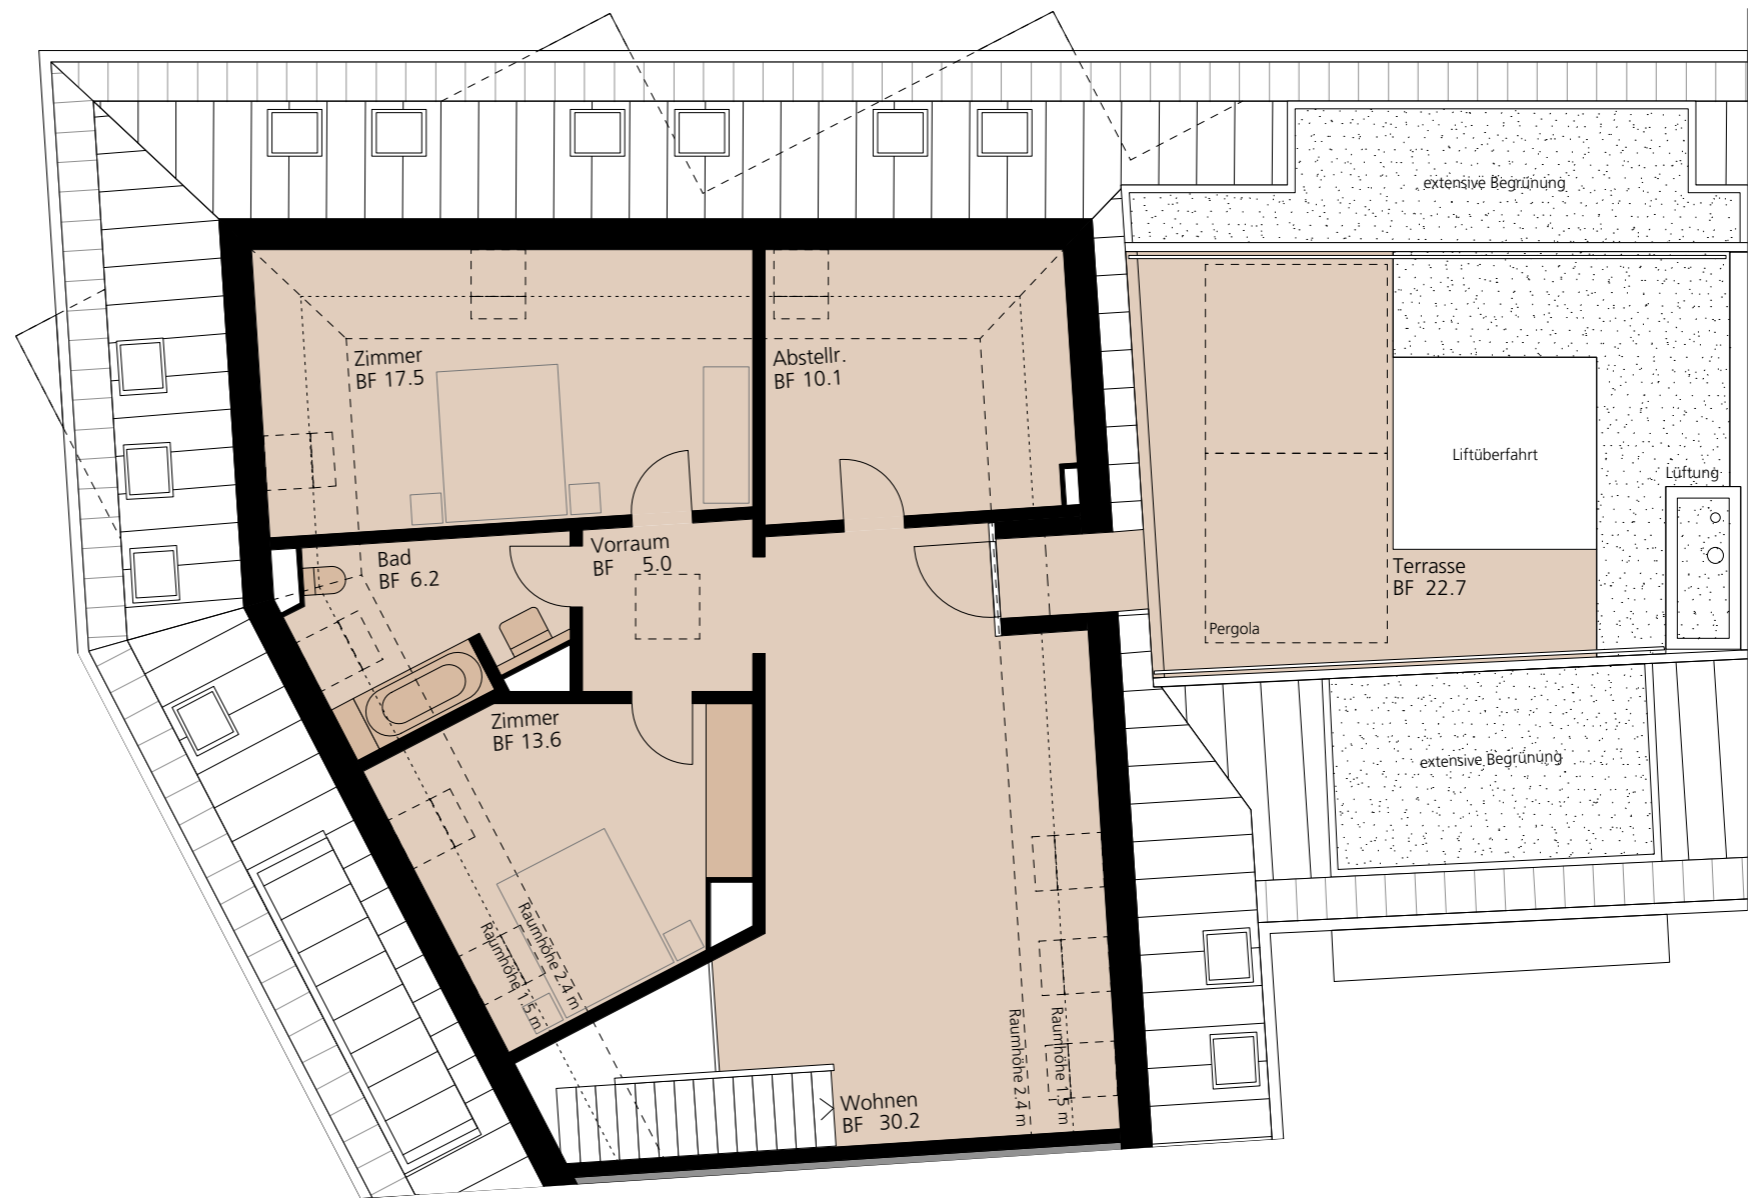 extensive Begrünung
Zimmer
BF 17.5
Abstellr.
BF 10.1
Liftüberfahrt
Lüftung
Bad
BF 6.2
Vorraum
BF 5.0
Terrasse
BF 22.7
Pergola
Zimmer
BF 13.6
extensive Begrünung
Raumhöhe 2.4 m
Raumhöhe 1.5 m
Raumhöhe 2.4 m
Raumhöhe 1.5 m
Wohnen
BF 30.2